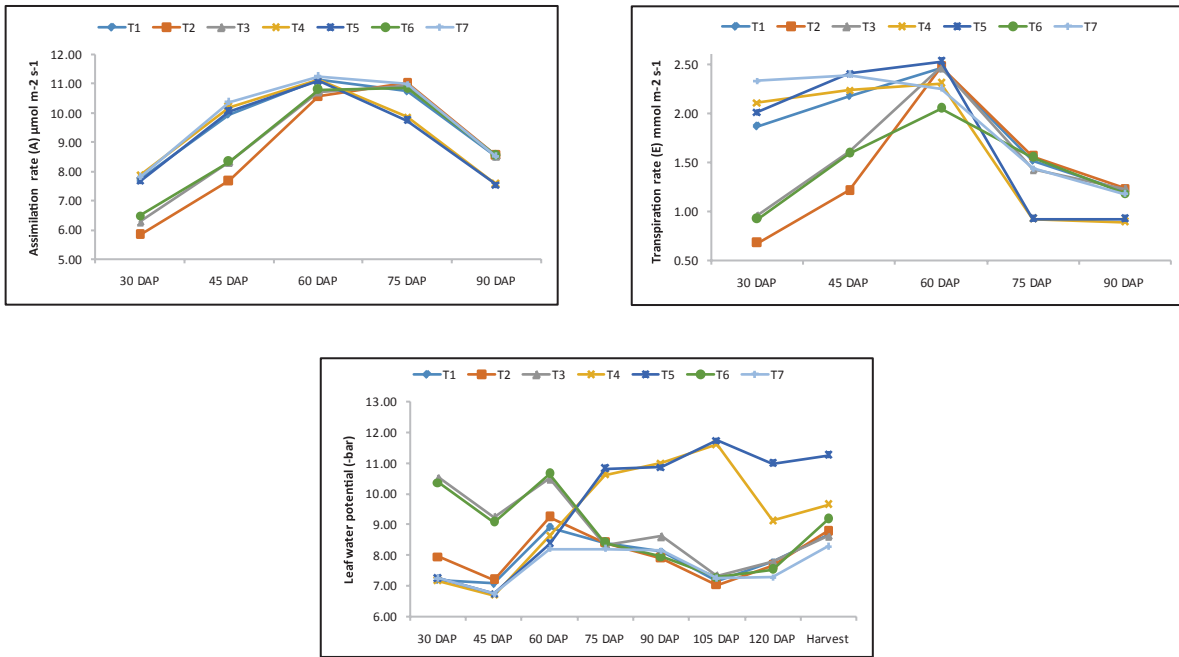 T1 T2 T3 T4 T5 T6 T7
Assimilation rate (A) µmol m-2 s-1
12.00
11.00
10.00
9.00
8.00
7.00
6.00
5.00
30 DAP 45 DAP 60 DAP 75 DAP 90 DAP
T1 T2 T3 T4 T5 T6 T7
Transpiration rate (E) mmol m-2 s-1
2.50
2.00
1.50
1.00
0.50
30 DAP 45 DAP 60 DAP 75 DAP 90 DAP
T1 T2 T3 T4 T5 T6 T7
Leaf water potential (-bar)
13.00
12.00
11.00
10.00
9.00
8.00
7.00
6.00
30 DAP 45 DAP 60 DAP 75 DAP 90 DAP 105 DAP 120 DAP Harvest